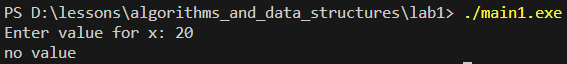 PS D:\lessons\algorithms_and_data_structures\lab1> ./main1.exe
Enter value for x: 20
no value